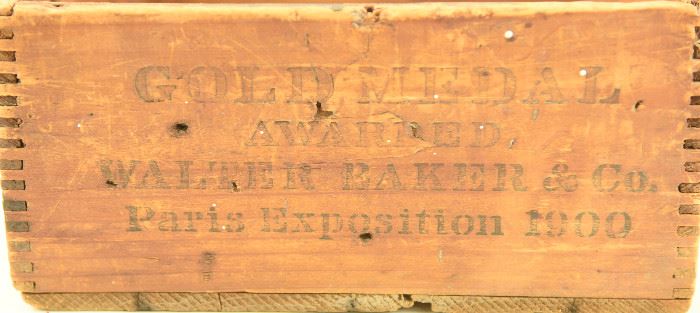 GOLD MEDAL
AWARDED.
WALTER BAKER & Co.
Paris Exposition 1900